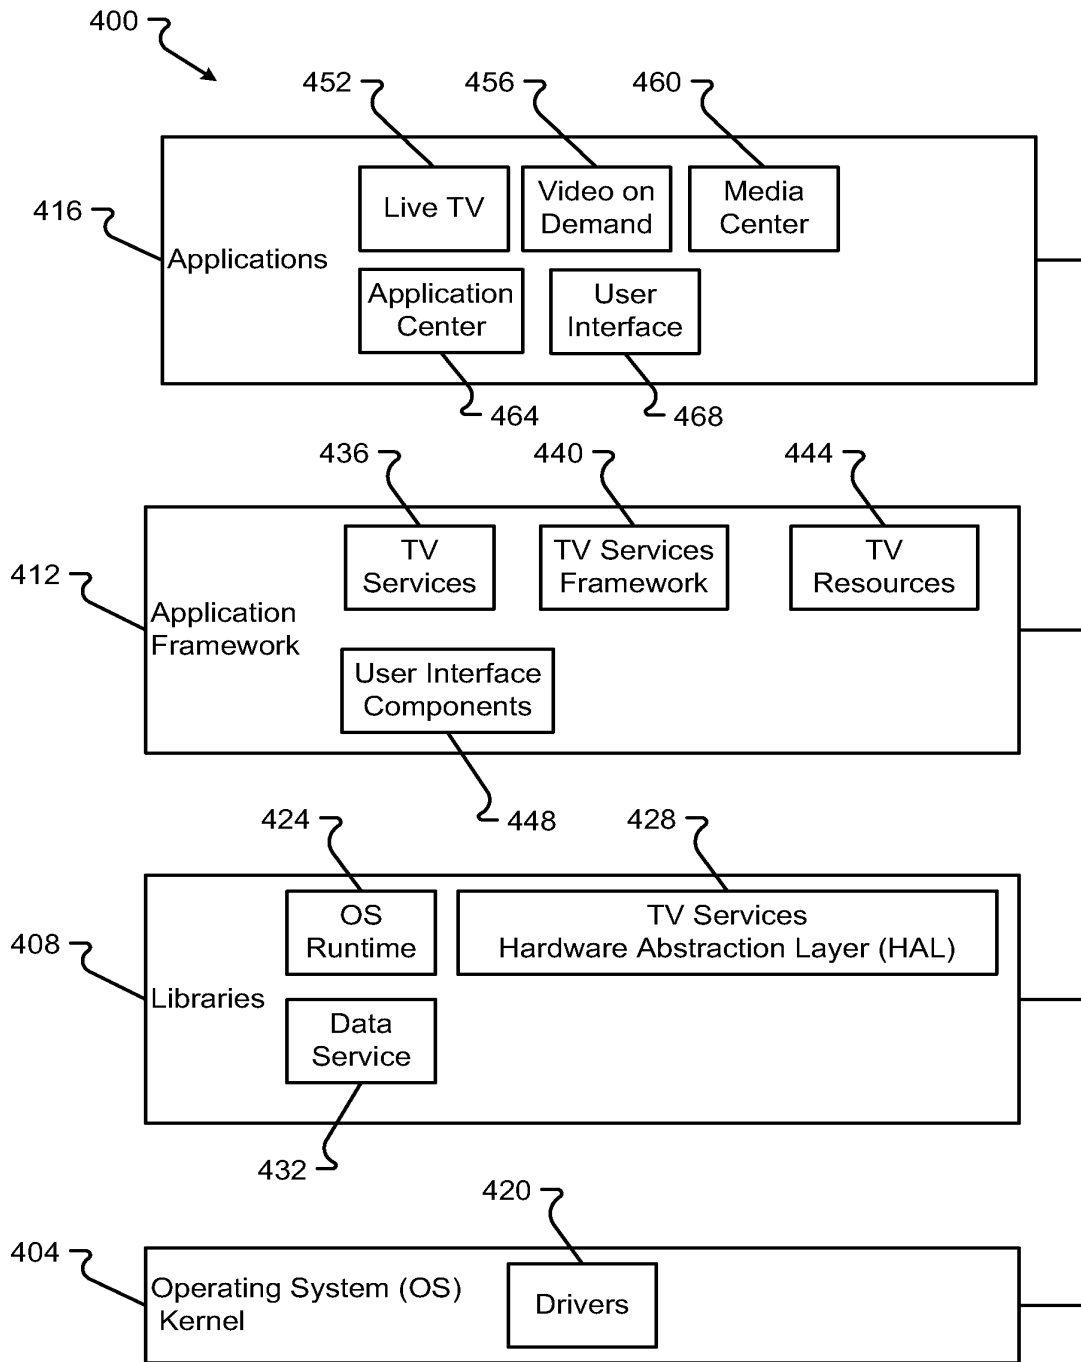 400
452
456
460
416
Applications
Live TV
Video on
Demand
Media
Center
Application
Center
User
Interface
464
468
436
440
444
412
Application
Framework
TV
Services
TV Services
Framework
TV
Resources
User Interface
Components
448
424
428
408
Libraries
OS
Runtime
TV Services
Hardware Abstraction Layer (HAL)
Data
Service
432
420
404
Operating System (OS)
Kernel
Drivers